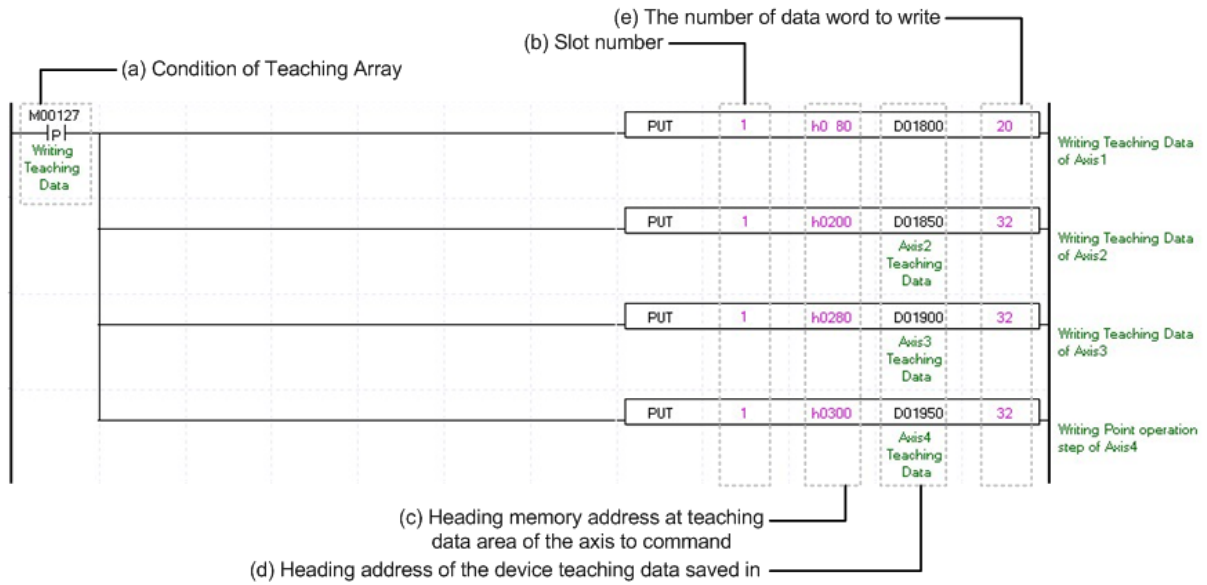 (e) The number of data word to write
(b) Slot number
(a) Condition of Teaching Array
M00127
P
Writing
Teaching
Data
PUT 1 h0 80 D01800 20
Writing Teaching Data
of Axis1
PUT 1 h0200 D01850 32
Axis2
Teaching
Data
Writing Teaching Data
of Axis2
PUT 1 h0280 D01900 32
Axis3
Teaching
Data
Writing Teaching Data
of Axis3
PUT 1 h0300 D01950 32
Axis4
Teaching
Data
Writing Point operation
step of Axis4
(c) Heading memory address at teaching
data area of the axis to command
(d) Heading address of the device teaching data saved in